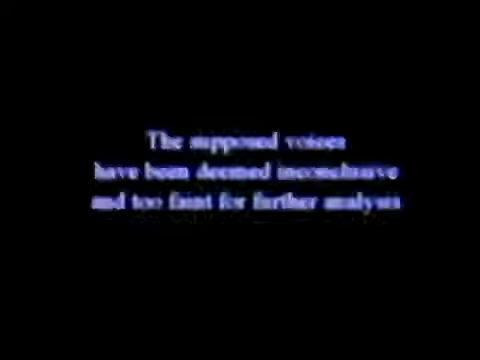 The supposed voices
have been deemed inconclusive
and too faint for further analysis